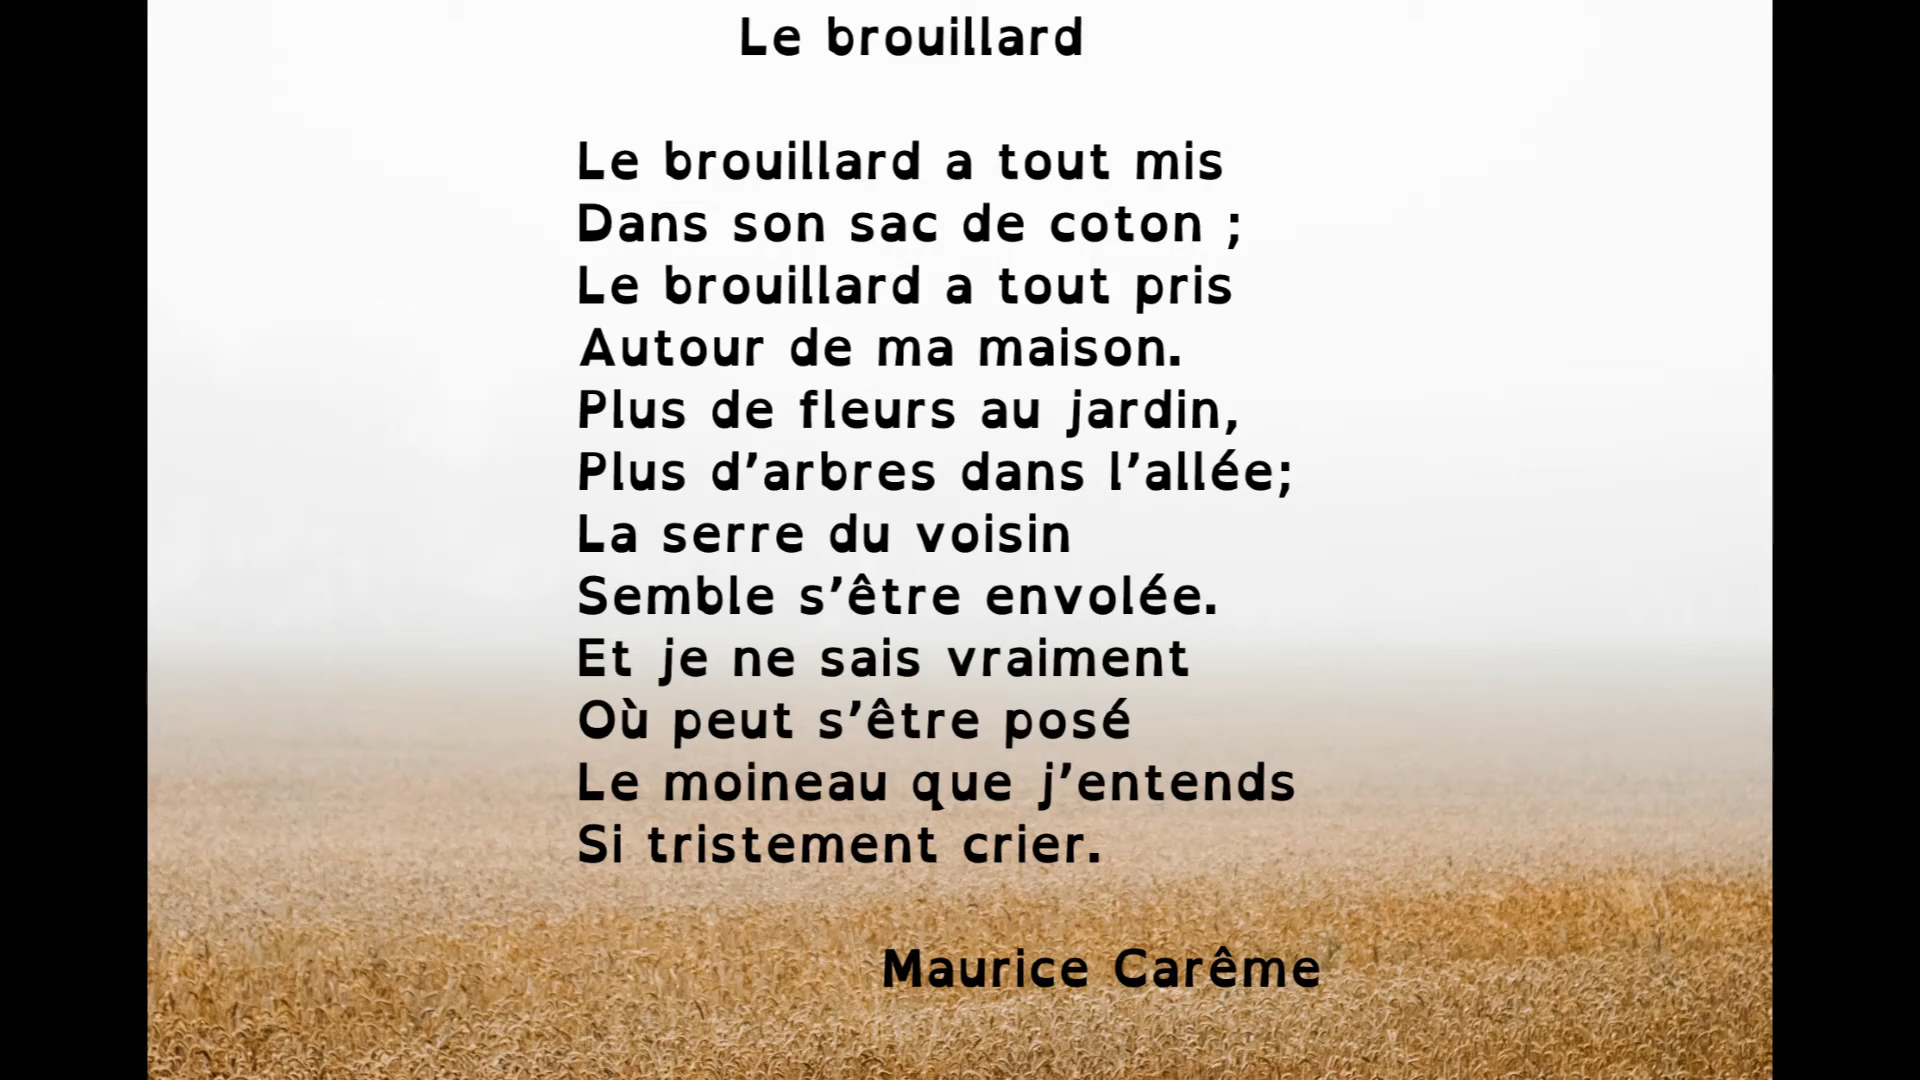 Le brouillard
Le brouillard a tout mis
Dans son sac de coton ;
Le brouillard a tout pris
Autour de ma maison.
Plus de fleurs au jardin,
Plus d’arbres dans l’allée;
La serre du voisin
Semble s’être envolée.
Et je ne sais vraiment
Où peut s’être posé
Le moineau que j’entends
Si tristement crier.
Maurice Carême